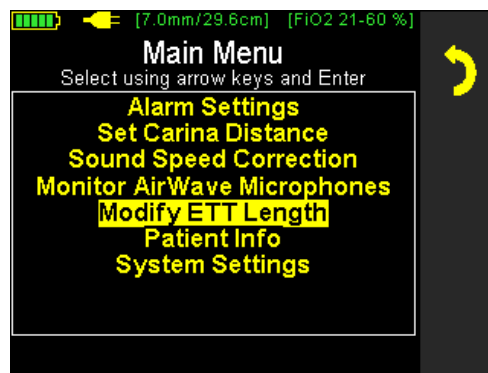 [7.0mm/29.6cm] [FiO2 21-60 %]
Main Menu
Select using arrow keys and Enter
Alarm Settings
Set Carina Distance
Sound Speed Correction
Monitor AirWave Microphones
Modify ETT Length
Patient Info
System Settings